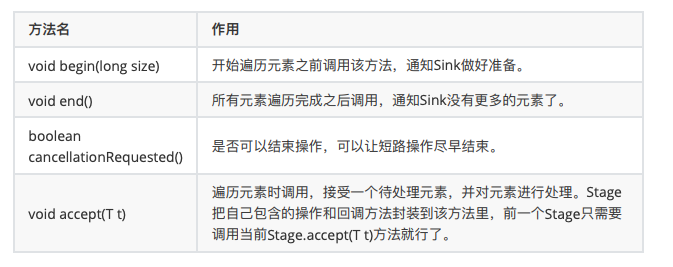 方法名 作用
void begin(long size) 开始遍历元素之前调用该方法，通知Sink做好准备。
void end() 所有元素遍历完成之后调用，通知Sink没有更多的元素了。
boolean
cancellationRequested() 是否可以结束操作，可以让短路操作尽早结束。
void accept(T t) 遍历元素时调用，接受一个待处理元素，并对元素进行处理。Stage
把自己包含的操作和回调方法封装到该方法里，前一个Stage只需要
调用当前Stage.accept(T t)方法就行了。